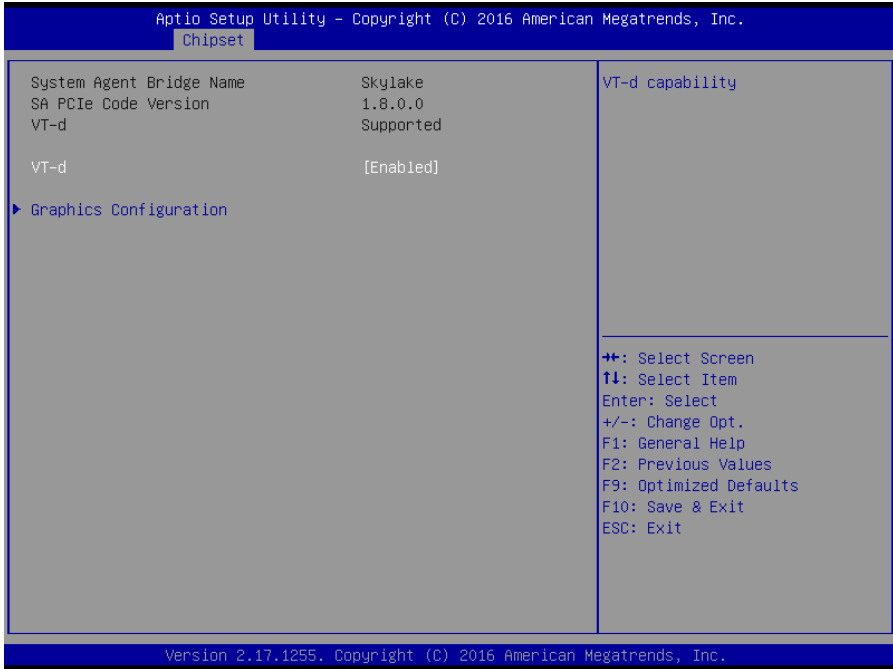 Aptio Setup Utility – Copyright (C) 2016 American Megatrends, Inc.
Chipset
System Agent Bridge Name Skylake
SA PCIe Code Version 1.8.0.0
VT-d Supported
VT-d [Enabled]
Graphics Configuration
VT-d capability
→←: Select Screen
↑↓: Select Item
Enter: Select
+/-: Change Opt.
F1: General Help
F2: Previous Values
F9: Optimized Defaults
F10: Save & Exit
ESC: Exit
Version 2.17.1255. Copyright (C) 2016 American Megatrends, Inc.